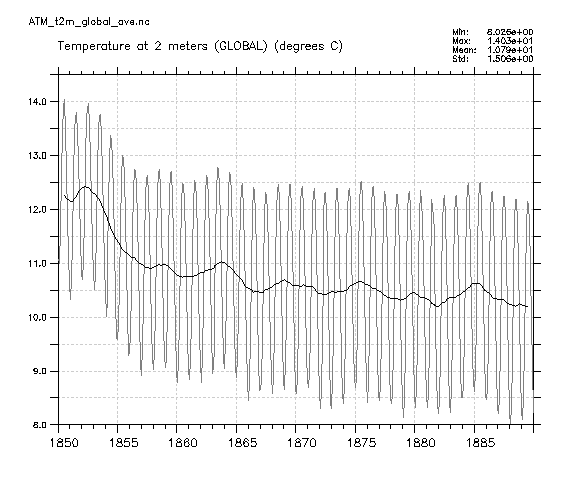 ATM_t2m_global_ave.nc
Temperature at 2 meters (GLOBAL) (degrees C)
Min: 8.026e+00
Max: 1.403e+01
Mean: 1.079e+01
Std: 1.506e+00
14.0
13.0
12.0
11.0
10.0
9.0
8.0
1850 1855 1860 1865 1870 1875 1880 1885